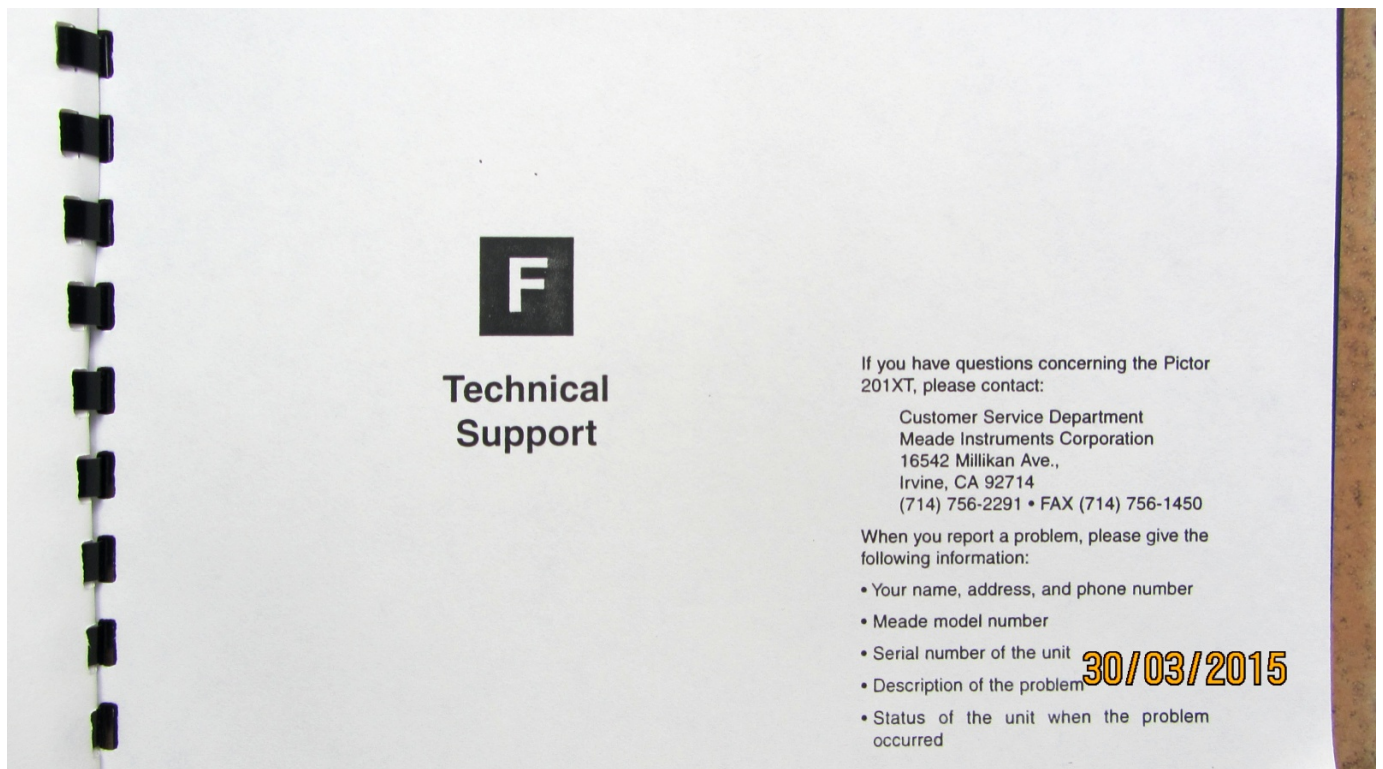 F
Technical
Support
If you have questions concerning the Pictor
201XT, please contact:
Customer Service Department
Meade Instruments Corporation
16542 Millikan Ave.,
Irvine, CA 92714
(714) 756-2291 • FAX (714) 756-1450
When you report a problem, please give the
following information:
• Your name, address, and phone number
• Meade model number
• Serial number of the unit
• Description of the problem
• Status of the unit when the problem
occurred
30/03/2015